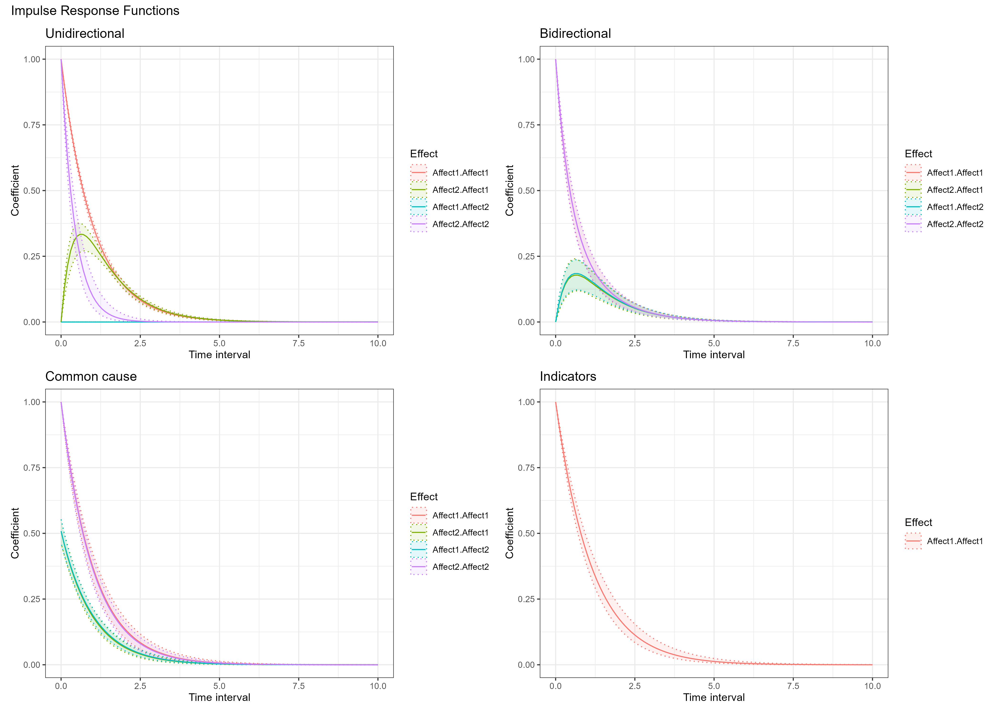 Impulse Response Functions
Unidirectional
Coefficient
1.00
0.75
0.50
0.25
0.00
0.0 2.5 5.0 7.5 10.0
Time interval
Effect
Affect1.Affect1
Affect2.Affect1
Affect1.Affect2
Affect2.Affect2
Bidirectional
Coefficient
1.00
0.75
0.50
0.25
0.00
0.0 2.5 5.0 7.5 10.0
Time interval
Effect
Affect1.Affect1
Affect2.Affect1
Affect1.Affect2
Affect2.Affect2
Common cause
Coefficient
1.00
0.75
0.50
0.25
0.00
0.0 2.5 5.0 7.5 10.0
Time interval
Effect
Affect1.Affect1
Affect2.Affect1
Affect1.Affect2
Affect2.Affect2
Indicators
Coefficient
1.00
0.75
0.50
0.25
0.00
0.0 2.5 5.0 7.5 10.0
Time interval
Effect
Affect1.Affect1